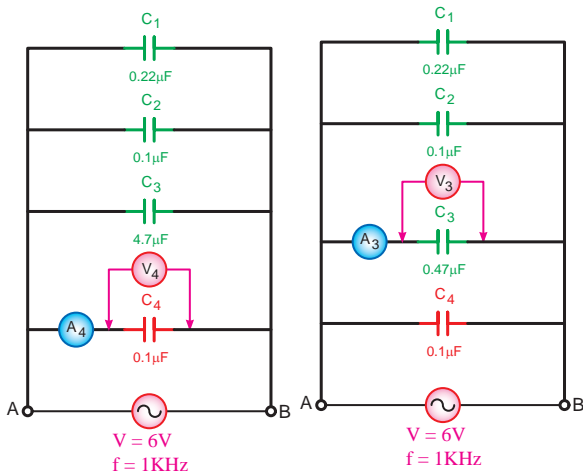 C1
0.22μF
C2
0.1μF
C3
4.7μF
V4
C4
A4
0.1μF
A
B
V = 6V
f = 1KHz
C1
0.22μF
C2
0.1μF
V3
C3
A3
0.47μF
C4
0.1μF
A
B
V = 6V
f = 1KHz